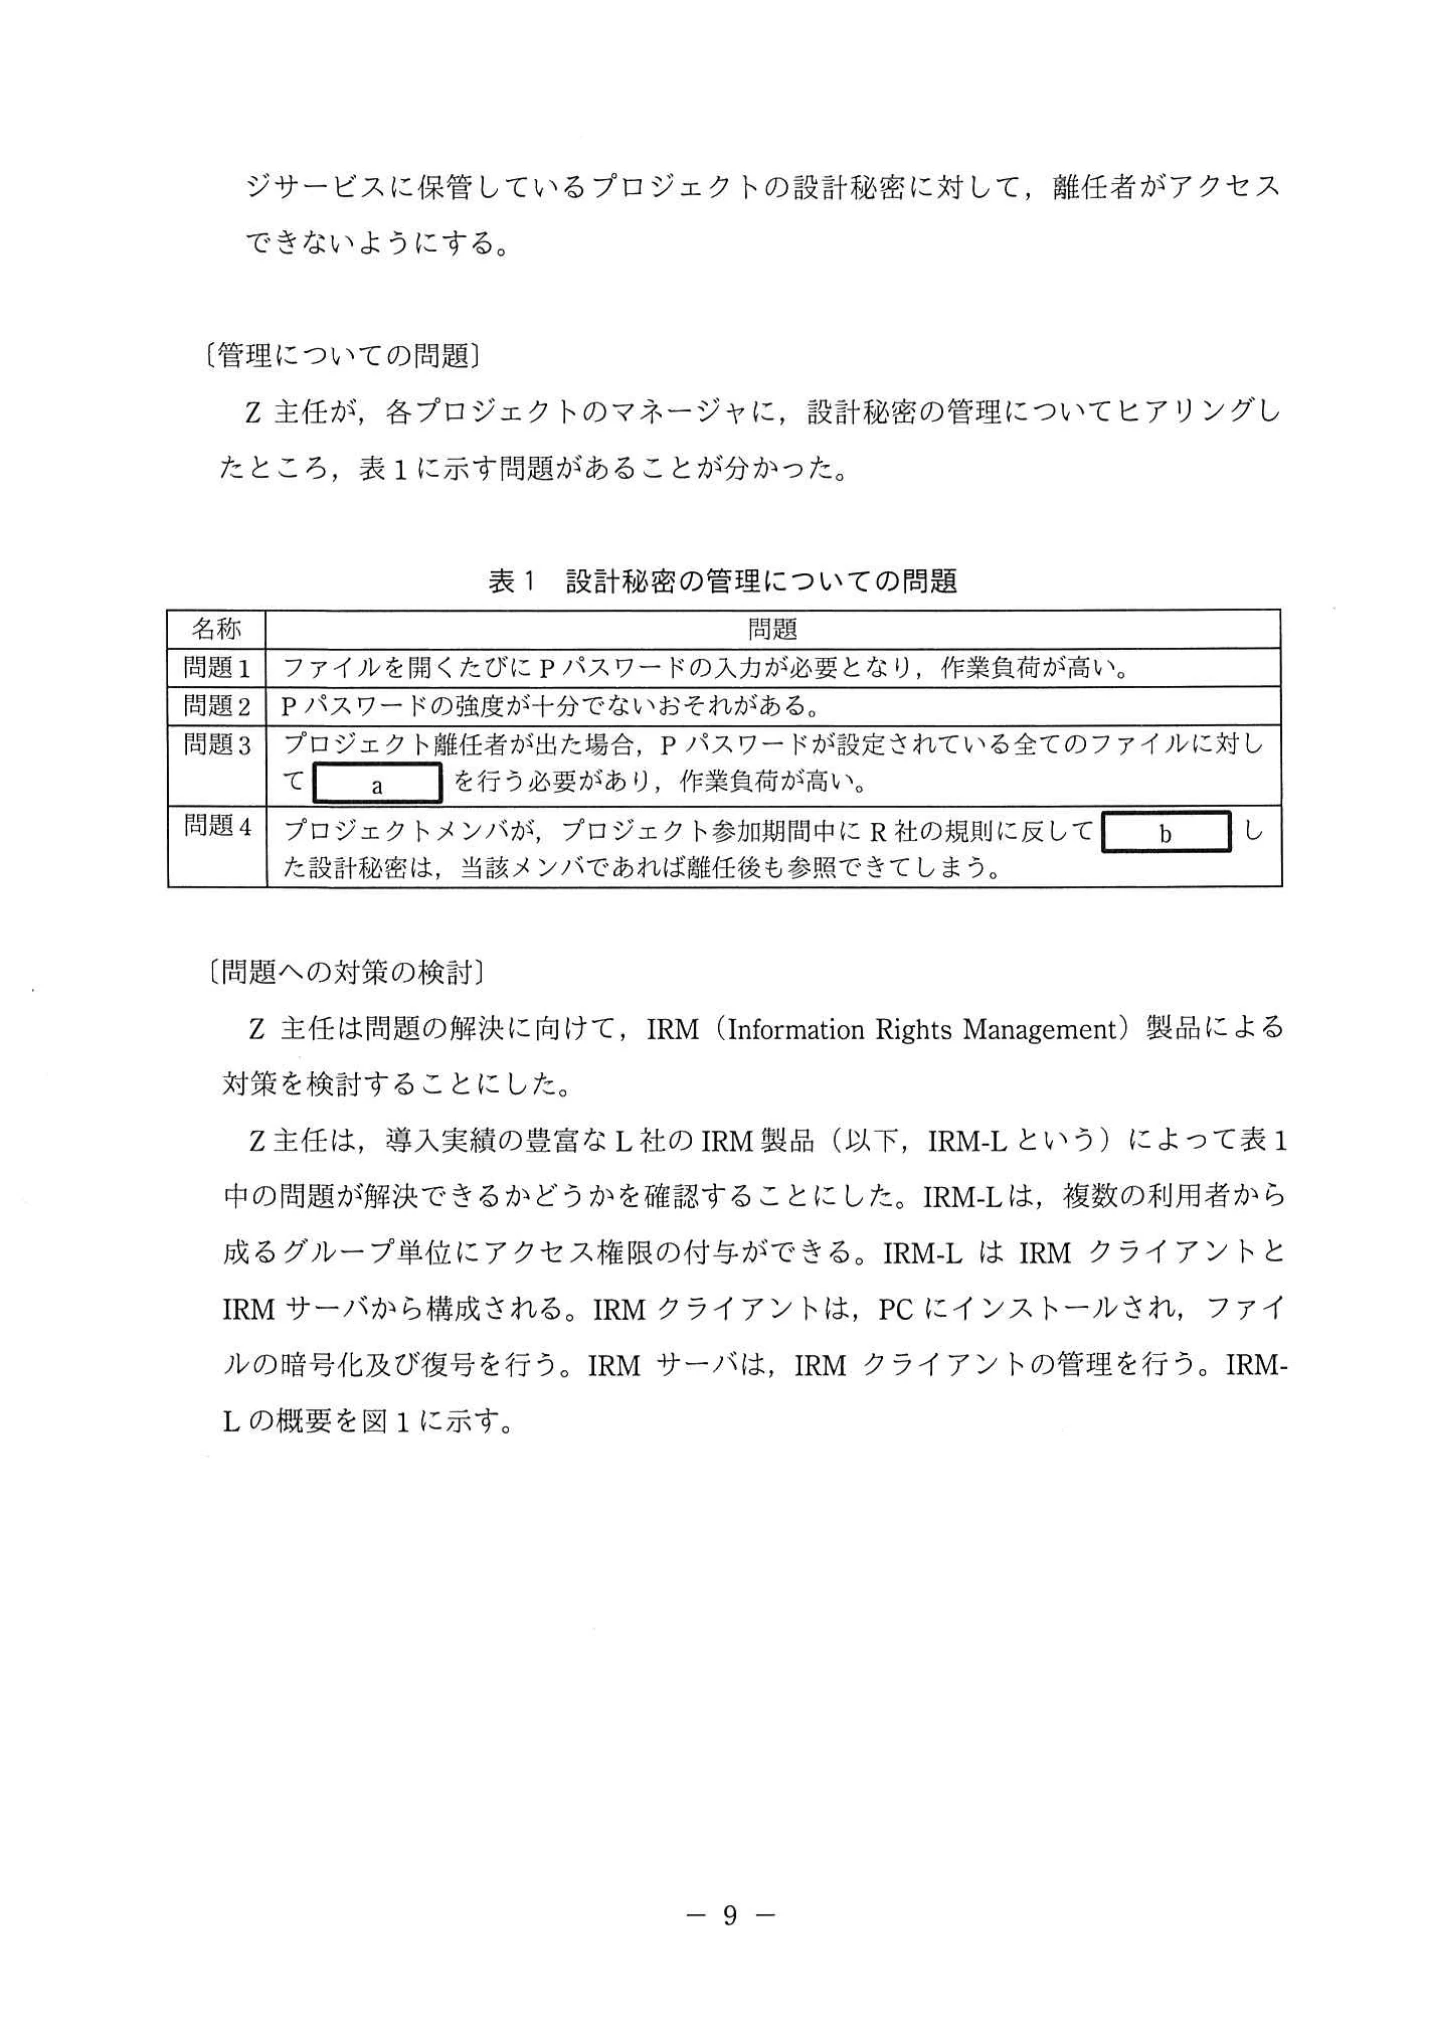 ジサービスに保管しているプロジェクトの設計秘密に対して，離任者がアクセス
できないようにする。
〔管理についての問題〕
Z 主任が，各プロジェクトのマネージャに，設計秘密の管理についてヒアリングし
たところ，表 1 に示す問題があることが分かった。
表 1　設計秘密の管理についての問題
名称　問題
問題 1　ファイルを開くたびに P パスワードの入力が必要となり，作業負荷が高い。
問題 2　P パスワードの強度が十分でないおそれがある。
問題 3　プロジェクト離任者が出た場合，P パスワードが設定されている全てのファイルに対し
て a を行う必要があり，作業負荷が高い。
問題 4　プロジェクトメンバが，プロジェクト参加期間中に R 社の規則に反して b し
た設計秘密は，当該メンバであれば離任後も参照できてしまう。
〔問題への対策の検討〕
Z 主任は問題の解決に向けて，IRM（Information Rights Management）製品による
対策を検討することにした。
Z 主任は，導入実績の豊富な L 社の IRM 製品（以下，IRM-L という）によって表 1
中の問題が解決できるかどうかを確認することにした。IRM-L は，複数の利用者から
成るグループ単位にアクセス権限の付与ができる。IRM-L は IRM クライアントと
IRM サーバから構成される。IRM クライアントは，PC にインストールされ，ファイ
ルの暗号化及び復号を行う。IRM サーバは，IRM クライアントの管理を行う。IRM-
L の概要を図 1 に示す。
－ 9 －